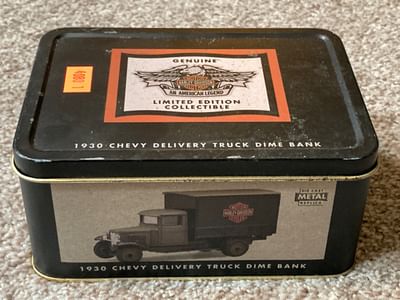 GENUINE
HARLEY-DAVIDSON
AN AMERICAN LEGEND
LIMITED EDITION
COLLECTIBLE
1930 CHEVY DELIVERY TRUCK DIME BANK
HARLEY-DAVIDSON
DIE CAST
METAL
REPLICA
1930 CHEVY DELIVERY TRUCK DIME BANK